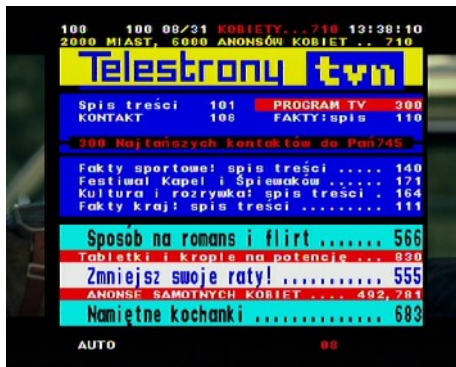 100 100 08/31 KOBIETY...710 13:38:10
2000 MIAST, 6000 ANONSÓW KOBIET .. 710
Telestrony tvn
Spis treści 101 PROGRAM TV 300
KONTAKT 108 FAKTY:spis 110
300 Najtańszych kontaktów do Pań745
Fakty sportowe: spis treści ..... 140
Festiwal Kapel i Śpiewaków ...... 171
Kultura i rozrywka: spis treści . 164
Fakty kraj: spis treści ......... 111
Sposób na romans i flirt ....... 566
Tabletki i krople na potencję ... 830
Zmniejsz swoje raty! ........... 555
ANONSE SAMOTNYCH KOBIET .... 492,781
Namiętne kochanki .............. 683
AUTO 08